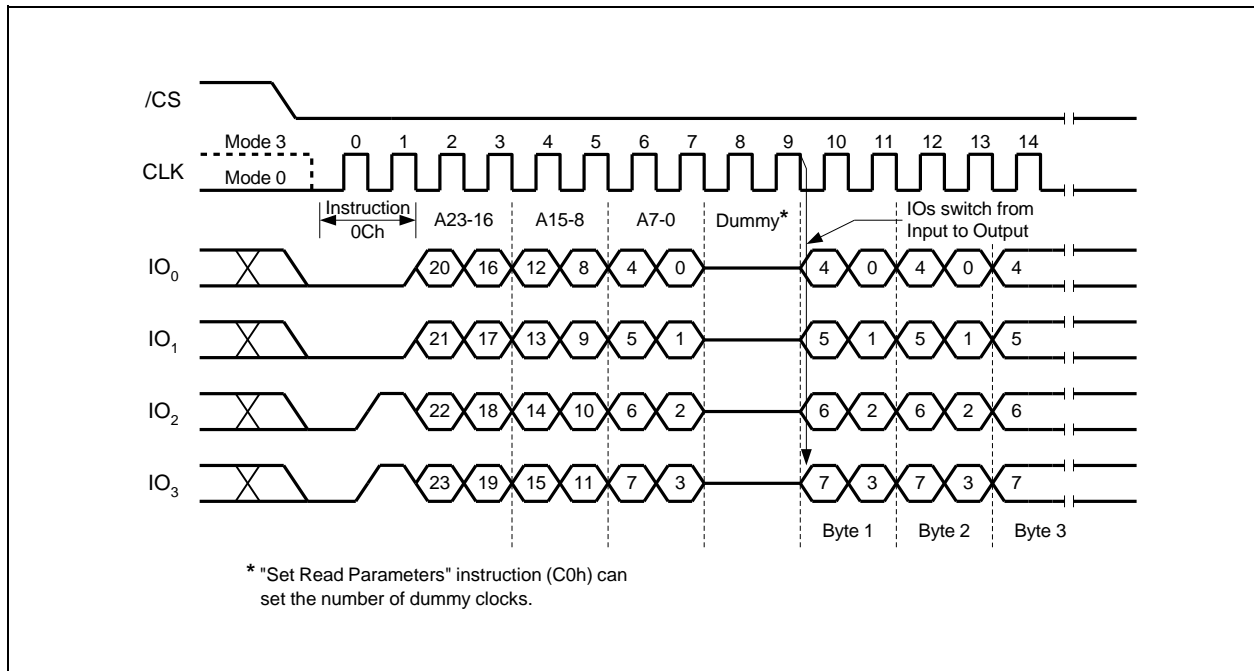 /CS
Mode 3 0 1 2 3 4 5 6 7 8 9 10 11 12 13 14
CLK
Mode 0
Instruction A23-16 A15-8 A7-0 Dummy* IOs switch from
0Ch Input to Output
IO0 20 16 12 8 4 0 4 0 4 0 4
IO1 21 17 13 9 5 1 5 1 5 1 5
IO2 22 18 14 10 6 2 6 2 6 2 6
IO3 23 19 15 11 7 3 7 3 7 3 7
Byte 1 Byte 2 Byte 3
* "Set Read Parameters" instruction (C0h) can
set the number of dummy clocks.